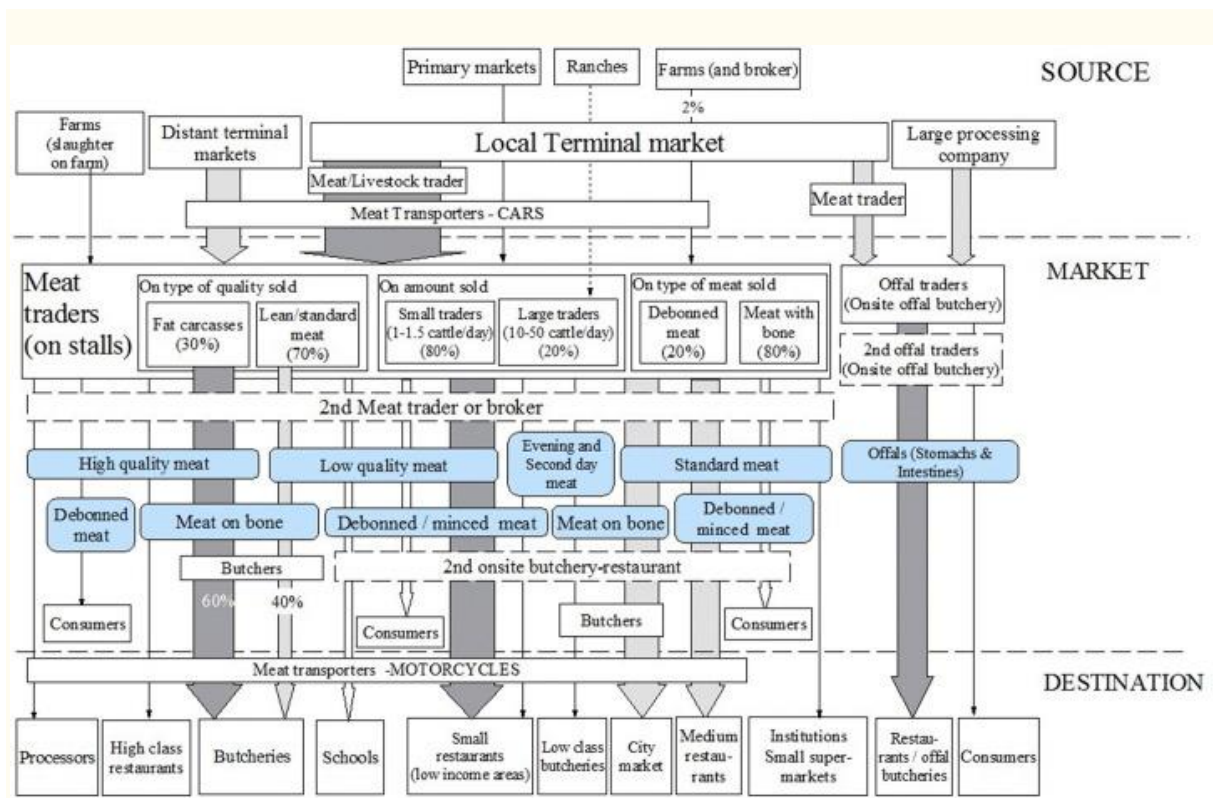 Primary markets
Ranches
Farms (and broker)
SOURCE
2%
Farms
(slaughter
on farm)
Distant terminal
markets
Local Terminal market
Large processing
company
Meat/Livestock trader
Meat trader
Meat Transporters - CARS
MARKET
Meat
traders
(on stalls)
On type of quality sold
Fat carcasses
(30%)
Lean/standard
meat
(70%)
On amount sold
Small traders
(1-1.5 cattle/day)
(80%)
Large traders
(10-50 cattle/day)
(20%)
On type of meat sold
Debonned
meat
(20%)
Meat with
bone
(80%)
Offal traders
(Onsite offal butchery)
2nd offal traders
(Onsite offal butchery)
2nd Meat trader or broker
High quality meat
Low quality meat
Evening and
Second day
meat
Standard meat
Offals (Stomachs &
Intestines)
Debonned
meat
Meat on bone
Debonned / minced meat
Meat on bone
Debonned /
minced meat
Butchers
2nd onsite butchery-restaurant
60%
40%
Consumers
Consumers
Butchers
Consumers
Meat transporters -MOTORCYCLES
DESTINATION
Processors
High class
restaurants
Butcheries
Schools
Small
restaurants
(low income areas)
Low class
butcheries
City
market
Medium
restau-
rants
Institutions
Small super-
markets
Restau-
rants / offal
butcheries
Consumers